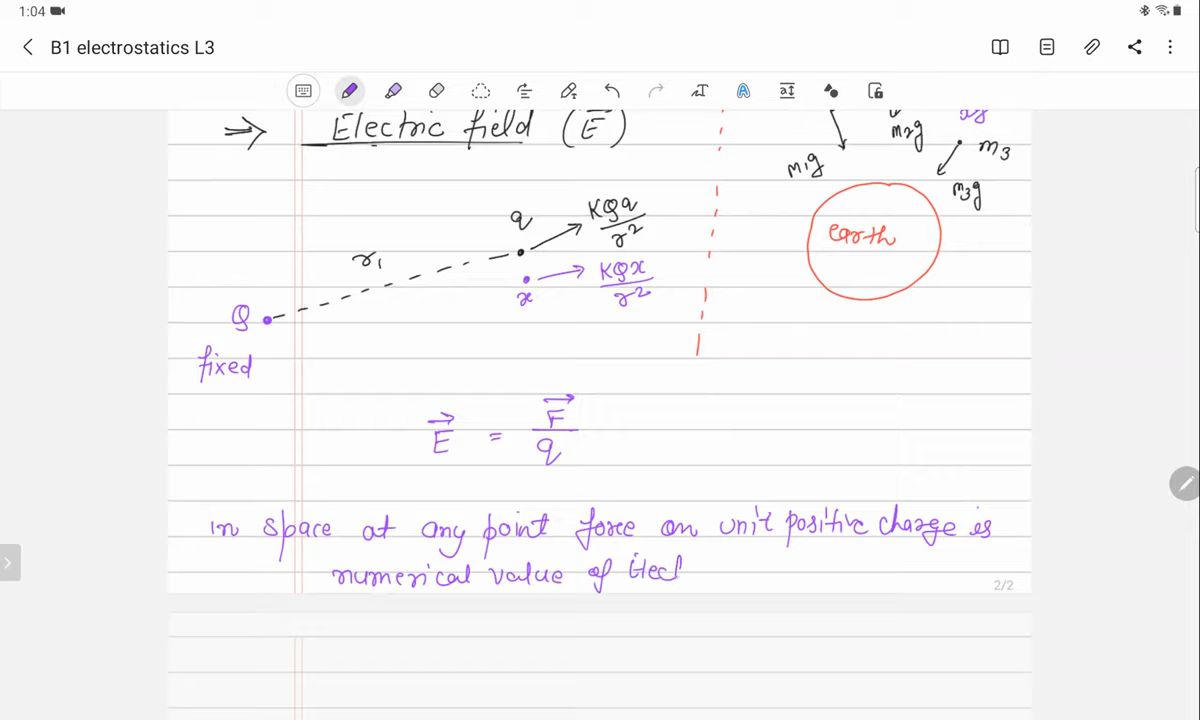 1:04
B1 electrostatics L3
⇒ Electric field (E→)
m1g
m2g
m3
m3g
earth
q
KQq/r²
r1
x
KQx/r²
Q
fixed
E→ = F→/q
in space at any point force on unit positive charge is
numerical value of
2/2